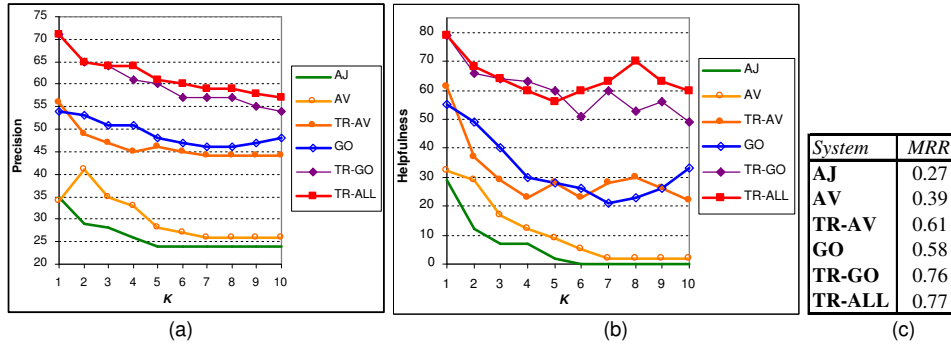 75
70
65
60
55
50
45
40
35
30
25
20
Precision
1 2 3 4 5 6 7 8 9 10
K
AJ
AV
TR-AV
GO
TR-GO
TR-ALL
(a)
80
70
60
50
40
30
20
10
0
Helpfulness
1 2 3 4 5 6 7 8 9 10
K
AJ
AV
TR-AV
GO
TR-GO
TR-ALL
(b)
System MRR
AJ 0.27
AV 0.39
TR-AV 0.61
GO 0.58
TR-GO 0.76
TR-ALL 0.77
(c)